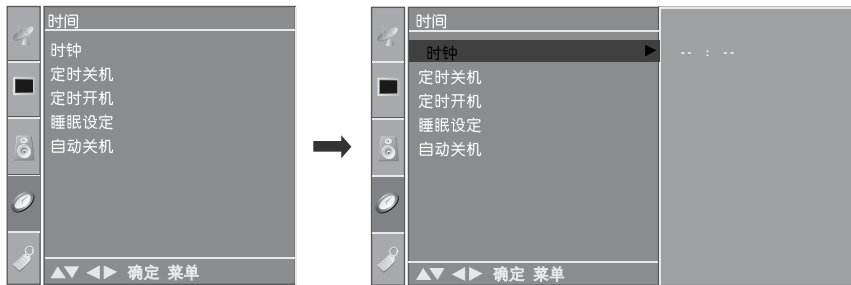 时间
时钟
定时关机
定时开机
睡眠设定
自动关机
▲▼ ◀▶ 确定 菜单
时间
时钟 ▶
-- : --
定时关机
定时开机
睡眠设定
自动关机
▲▼ ◀▶ 确定 菜单